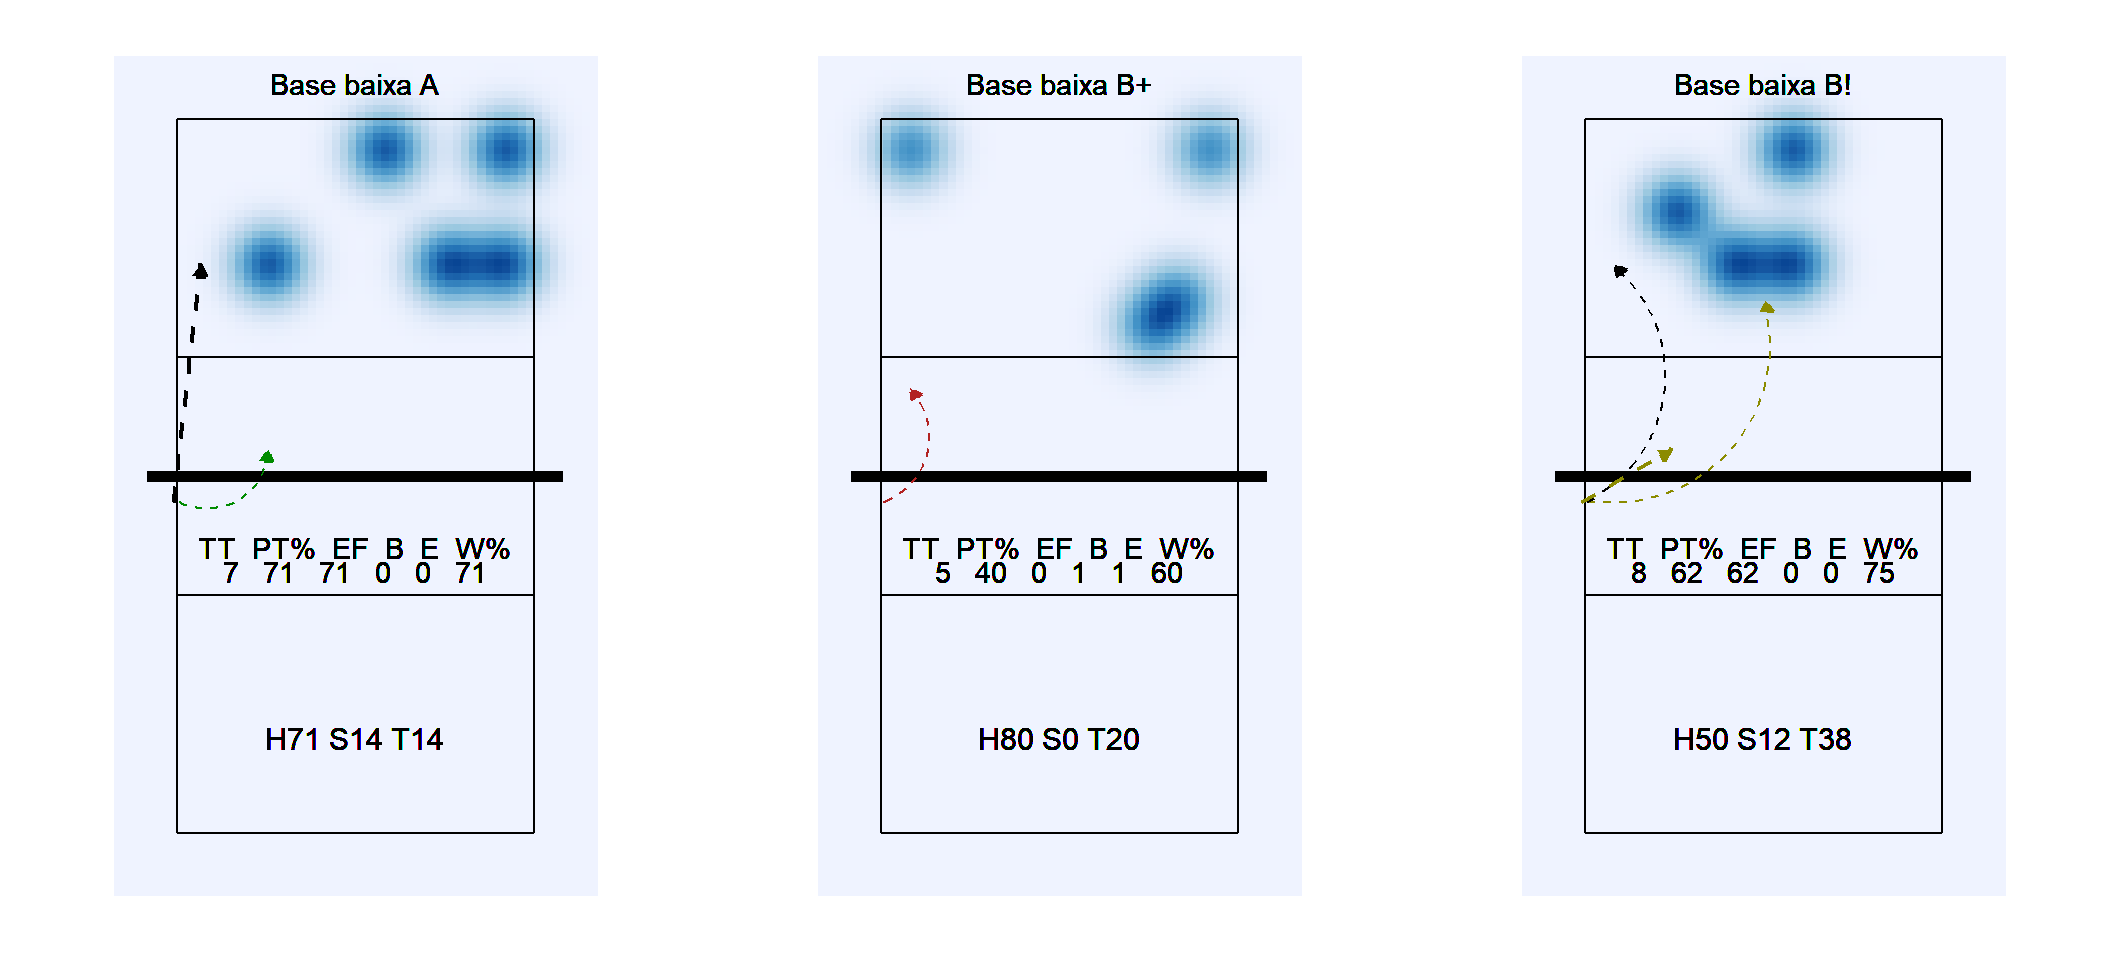 Base baixa A
TT PT% EF B E W%
7 71 71 0 0 71
H71 S14 T14
Base baixa B+
TT PT% EF B E W%
5 40 0 1 1 60
H80 S0 T20
Base baixa B!
TT PT% EF B E W%
8 62 62 0 0 75
H50 S12 T38